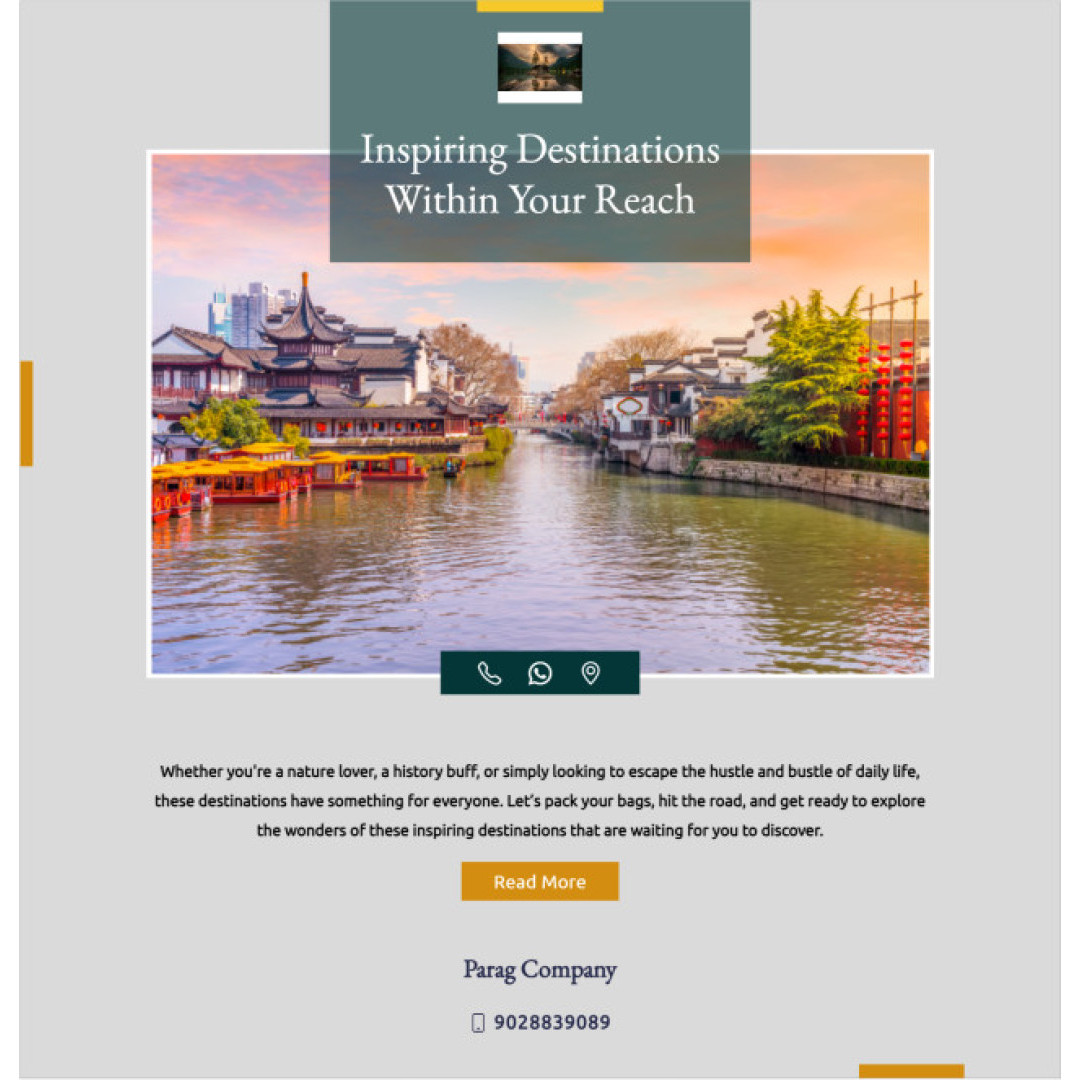 Inspiring Destinations
Within Your Reach
Whether you're a nature lover, a history buff, or simply looking to escape the hustle and bustle of daily life,
these destinations have something for everyone. Let's pack your bags, hit the road, and get ready to explore
the wonders of these inspiring destinations that are waiting for you to discover.
Read More
Parag Company
9028839089